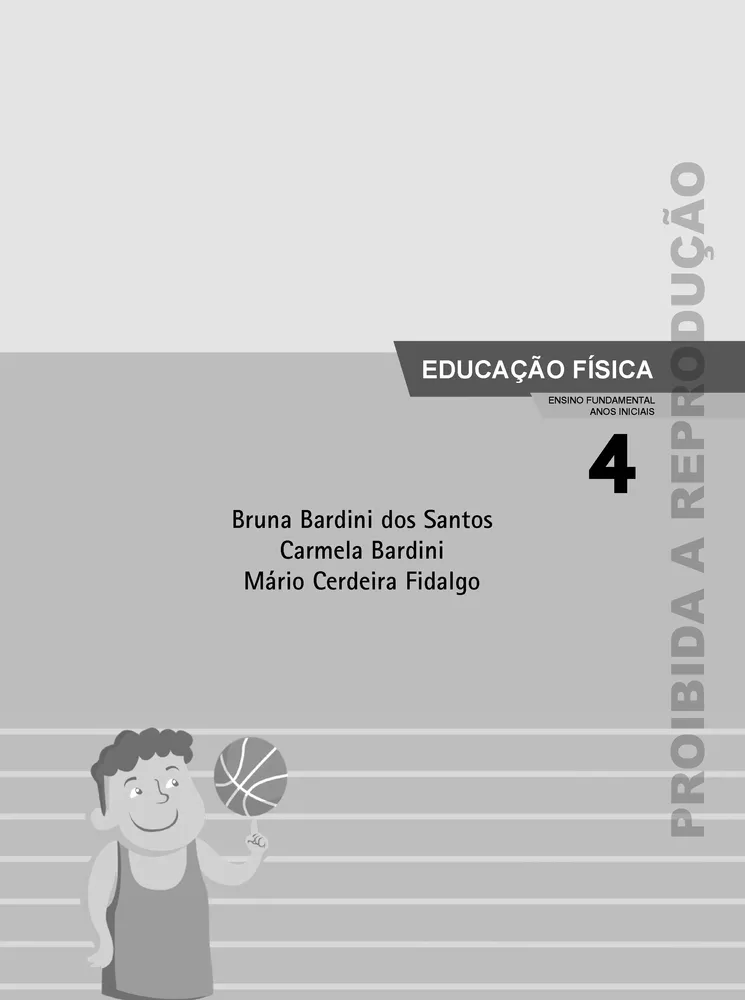 EDUCAÇÃO FÍSICA
ENSINO FUNDAMENTAL
ANOS INICIAIS
4
Bruna Bardini dos Santos
Carmela Bardini
Mário Cerdeira Fidalgo
PROIBIDA A REPRODUÇÃO